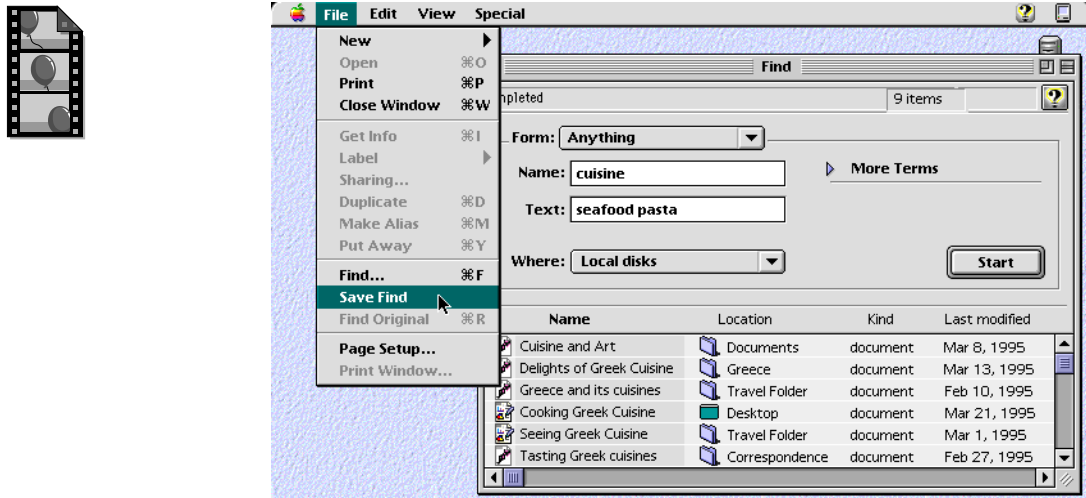 File Edit View Special
New
Open ⌘O
Print ⌘P
Close Window ⌘W
Get Info ⌘I
Label
Sharing...
Duplicate ⌘D
Make Alias ⌘M
Put Away ⌘Y
Find... ⌘F
Save Find
Find Original ⌘R
Page Setup...
Print Window...
Find
9 items
Form: Anything
Name: cuisine
More Terms
Text: seafood pasta
Where: Local disks
Start
Name Location Kind Last modified
Cuisine and Art Documents document Mar 8, 1995
Delights of Greek Cuisine Greece document Mar 13, 1995
Greece and its cuisines Travel Folder document Feb 10, 1995
Cooking Greek Cuisine Desktop document Mar 21, 1995
Seeing Greek Cuisine Travel Folder document Mar 1, 1995
Tasting Greek cuisines Correspondence document Feb 27, 1995